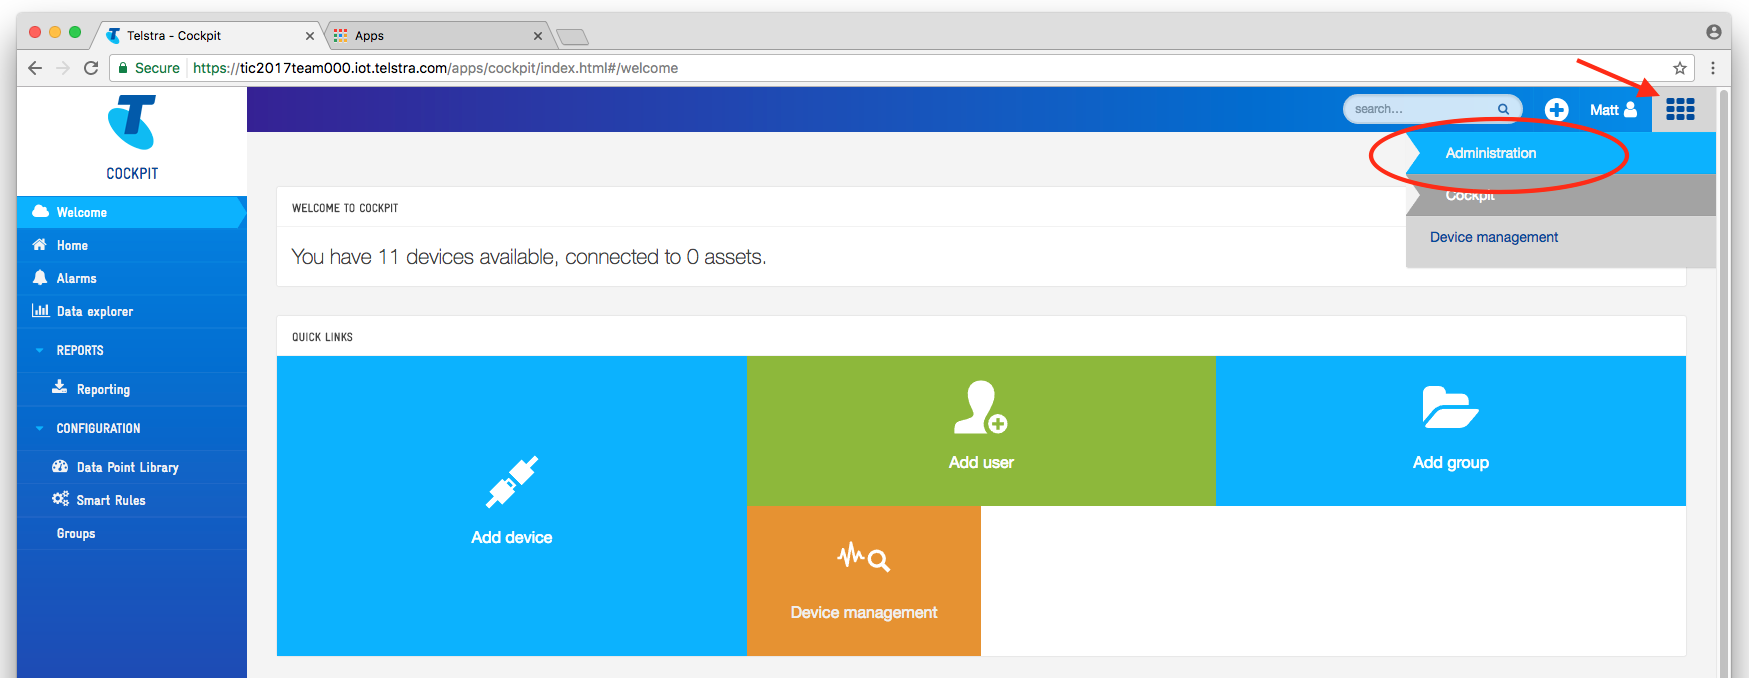 Telstra - Cockpit
Apps
Secure https://tic2017team000.iot.telstra.com/apps/cockpit/index.html#/welcome
search...
Matt
COCKPIT
Administration
Cockpit
Device management
Welcome
Home
Alarms
Data explorer
REPORTS
Reporting
CONFIGURATION
Data Point Library
Smart Rules
Groups
WELCOME TO COCKPIT
You have 11 devices available, connected to 0 assets.
QUICK LINKS
Add device
Add user
Add group
Device management